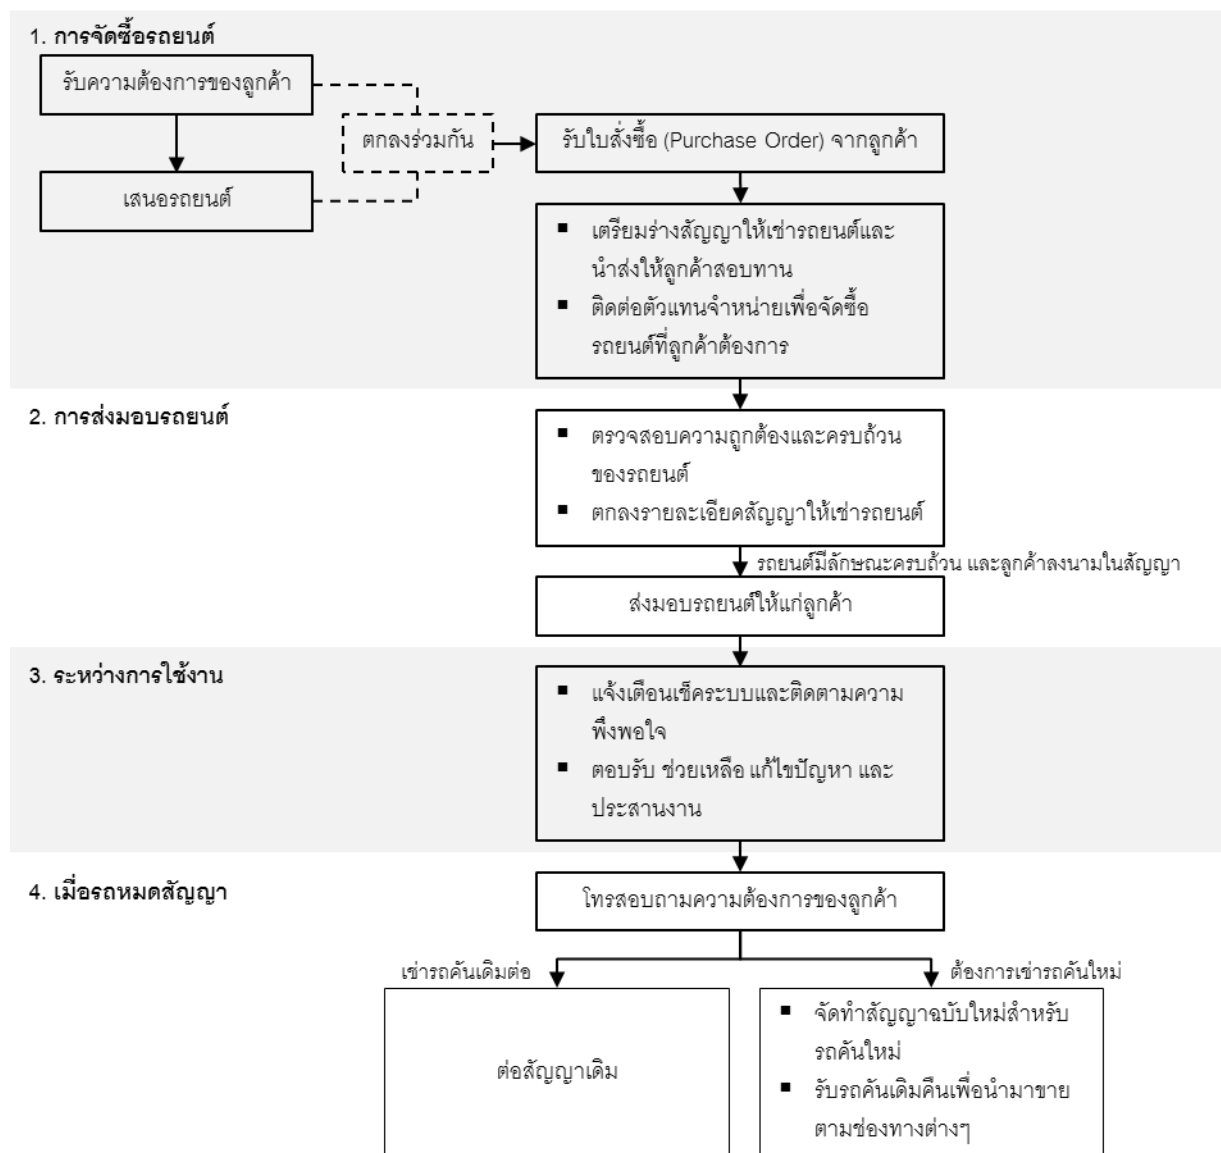 1. การจัดซื้อรถยนต์
รับความต้องการของลูกค้า
ตกลงร่วมกัน
รับใบสั่งซื้อ (Purchase Order) จากลูกค้า
เสนอรถยนต์
▪ เตรียมร่างสัญญาให้เช่ารถยนต์และ
นำส่งให้ลูกค้าสอบทาน
▪ ติดต่อตัวแทนจำหน่ายเพื่อจัดซื้อ
รถยนต์ที่ลูกค้าต้องการ
2. การส่งมอบรถยนต์
▪ ตรวจสอบความถูกต้องและครบถ้วน
ของรถยนต์
▪ ตกลงรายละเอียดสัญญาให้เช่ารถยนต์
รถยนต์มีลักษณะครบถ้วน และลูกค้าลงนามในสัญญา
ส่งมอบรถยนต์ให้แก่ลูกค้า
3. ระหว่างการใช้งาน
▪ แจ้งเตือนเช็คระบบและติดตามความ
พึงพอใจ
▪ ตอบรับ ช่วยเหลือ แก้ไขปัญหา และ
ประสานงาน
4. เมื่อรถหมดสัญญา
โทรสอบถามความต้องการของลูกค้า
เช่ารถคันเดิมต่อ
ต้องการเช่ารถคันใหม่
ต่อสัญญาเดิม
▪ จัดทำสัญญาฉบับใหม่สำหรับ
รถคันใหม่
▪ รับรถคันเดิมคืนเพื่อนำมาขาย
ตามช่องทางต่างๆ